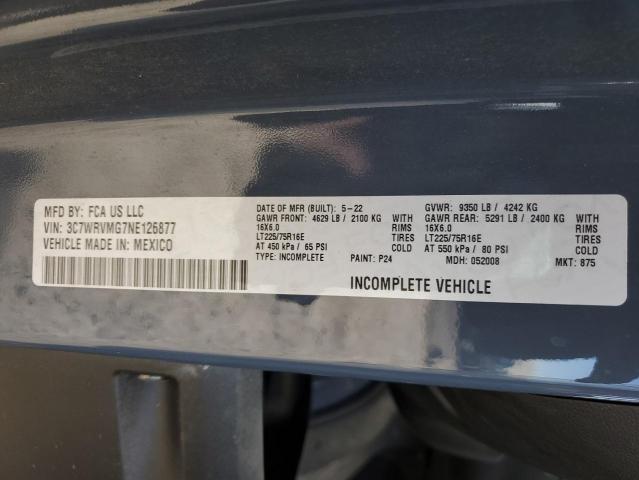 MFD BY: FCA US LLC
VIN: 3C7WRVMG7NE126877
VEHICLE MADE IN: MEXICO
DATE OF MFR (BUILT): 5-22 GVWR: 9350 LB / 4242 KG
GAWR FRONT: 4629 LB / 2100 KG WITH GAWR REAR: 5291 LB / 2400 KG WITH
16X6.0 RIMS 16X6.0 RIMS
LT225/75R16E TIRES LT225/75R16E TIRES
AT 450 kPa / 65 PSI COLD AT 550 kPa / 80 PSI COLD
TYPE: INCOMPLETE PAINT: P24 MDH: 052008 MKT: 875
INCOMPLETE VEHICLE